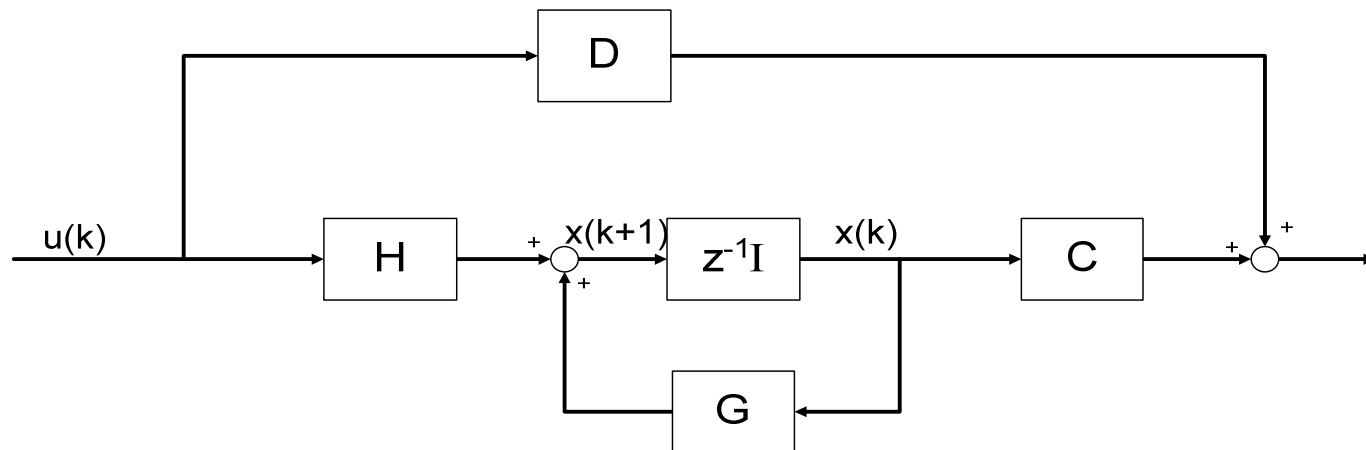 D
u(k)
H
+
x(k+1)
z⁻¹I
x(k)
C
+
+
+
G